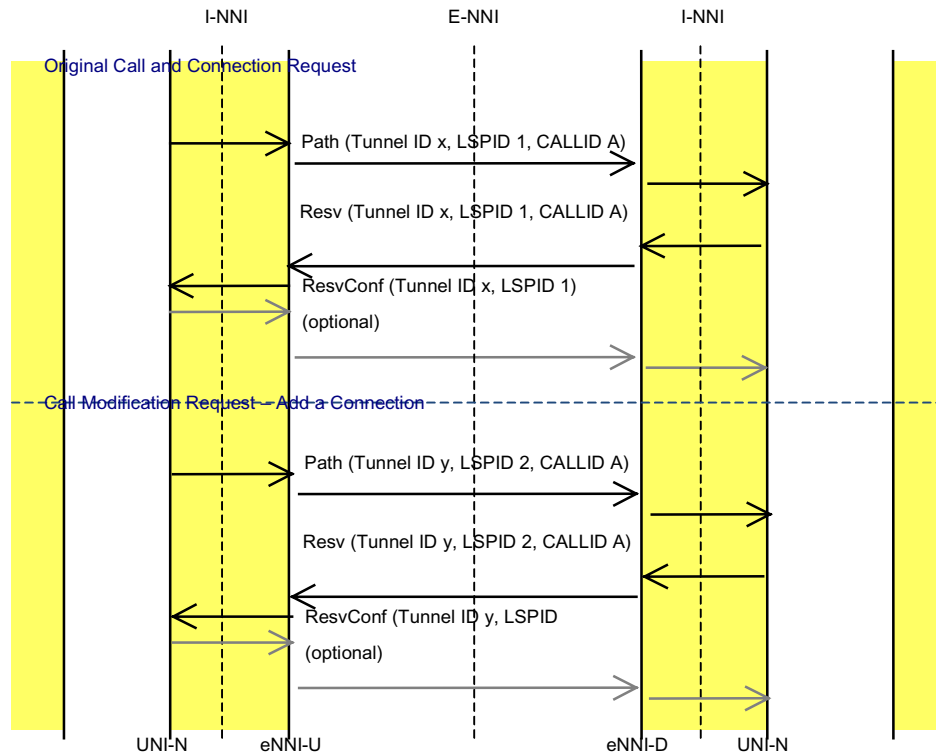 I-NNI E-NNI I-NNI
Original Call and Connection Request
Path (Tunnel ID x, LSPID 1, CALLID A)
Resv (Tunnel ID x, LSPID 1, CALLID A)
ResvConf (Tunnel ID x, LSPID 1)
(optional)
Call Modification Request – Add a Connection
Path (Tunnel ID y, LSPID 2, CALLID A)
Resv (Tunnel ID y, LSPID 2, CALLID A)
ResvConf (Tunnel ID y, LSPID
(optional)
UNI-N eNNI-U eNNI-D UNI-N